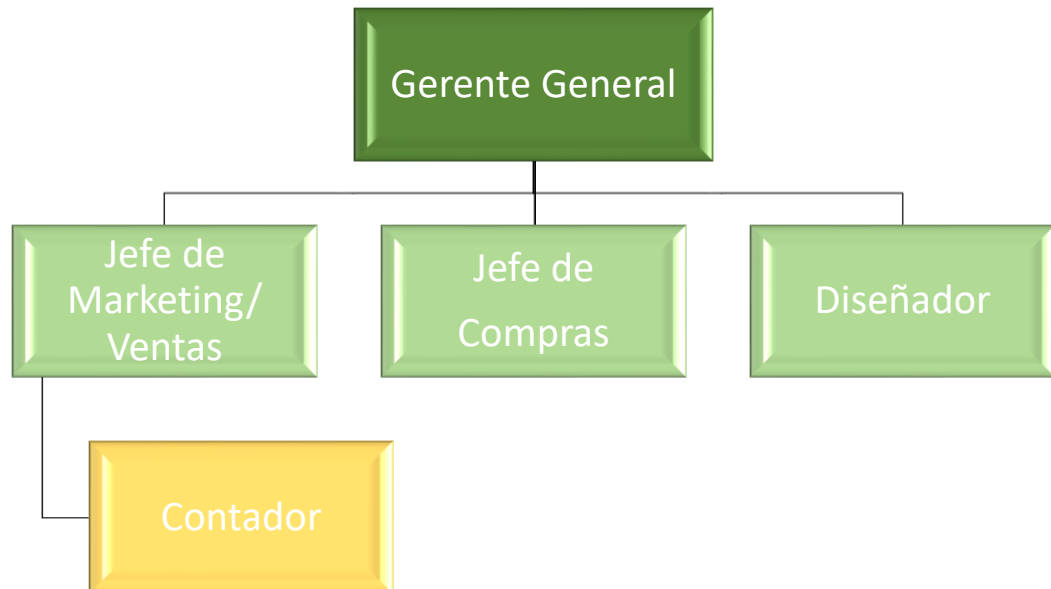 Gerente General
Jefe de
Marketing/
Ventas
Jefe de
Compras
Diseñador
Contador